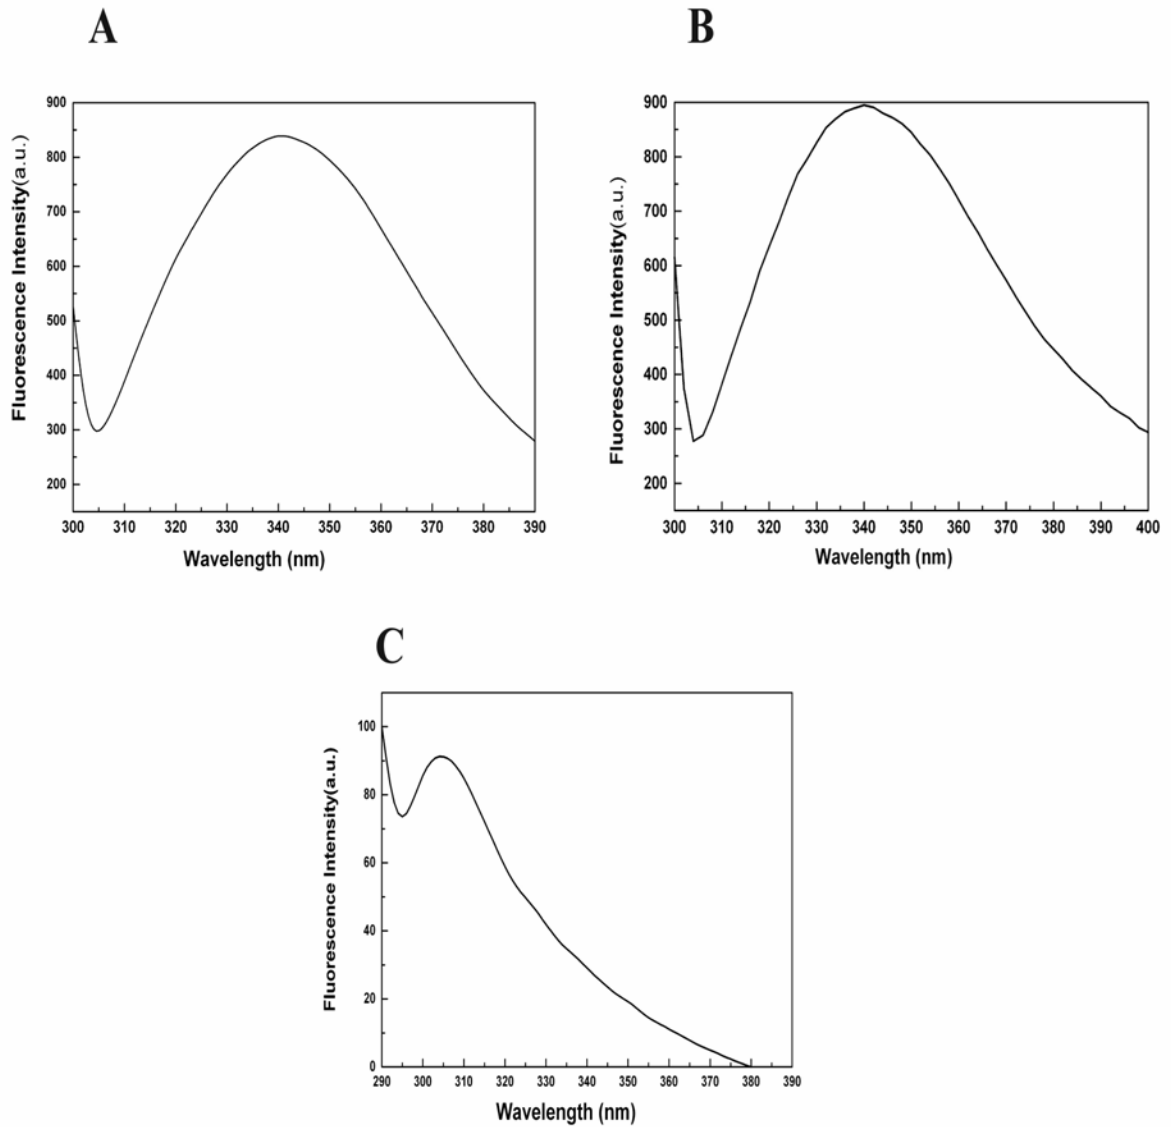 A
B
900
800
700
600
500
400
300
200
Fluorescence Intensity(a.u.)
300 310 320 330 340 350 360 370 380 390
Wavelength (nm)
900
800
700
600
500
400
300
200
Fluorescence Intensity(a.u.)
300 310 320 330 340 350 360 370 380 390 400
Wavelength (nm)
C
100
80
60
40
20
0
Fluorescence Intensity(a.u.)
290 300 310 320 330 340 350 360 370 380 390
Wavelength (nm)